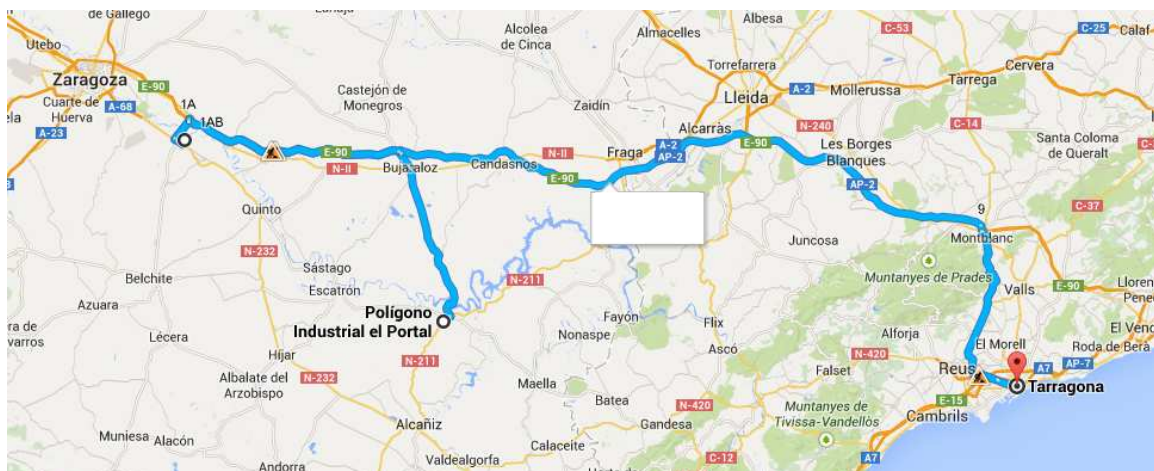 de Gallego
Lanaja
Utebo
Zaragoza
E-90
Cuarte de
Huerva
A-68
A-23
1A
1AB
Alcolea
de Cinca
Castejón de
Monegros
Zaidín
Almacelles
Albesa
Torrefarrera
Lleida
A-2
Mollerussa
C-53
Tàrrega
Cervera
C-25
Calaf
C-14
Santa Coloma
de Queralt
Alcarràs
E-90
N-240
Les Borges
Blanques
Fraga
A-2
AP-2
E-90
N-II
N-II
Bujaraloz
Candasnos
E-90
AP-2
C-37
9
Montblanc
Quinto
N-232
Belchite
Sástago
Escatrón
N-211
Juncosa
Muntanyes de Prades
Valls
E-90
Azuara
Polígono
Industrial el Portal
Fayón
Flix
Nonaspe
Alforja
El Morell
Roda de Berà
Lécera
Híjar
N-211
Ascó
N-420
Falset
Reus
A7
AP-7
Tarragona
N-232
Albalate del
Arzobispo
Maella
Batea
E-15
Cambrils
N-420
Gandesa
Muntanyes de
Tivissa-Vandellòs
Muniesa
Alacón
Alcañiz
Calaceite
Valdealgorfa
Andorra
C-12
A7